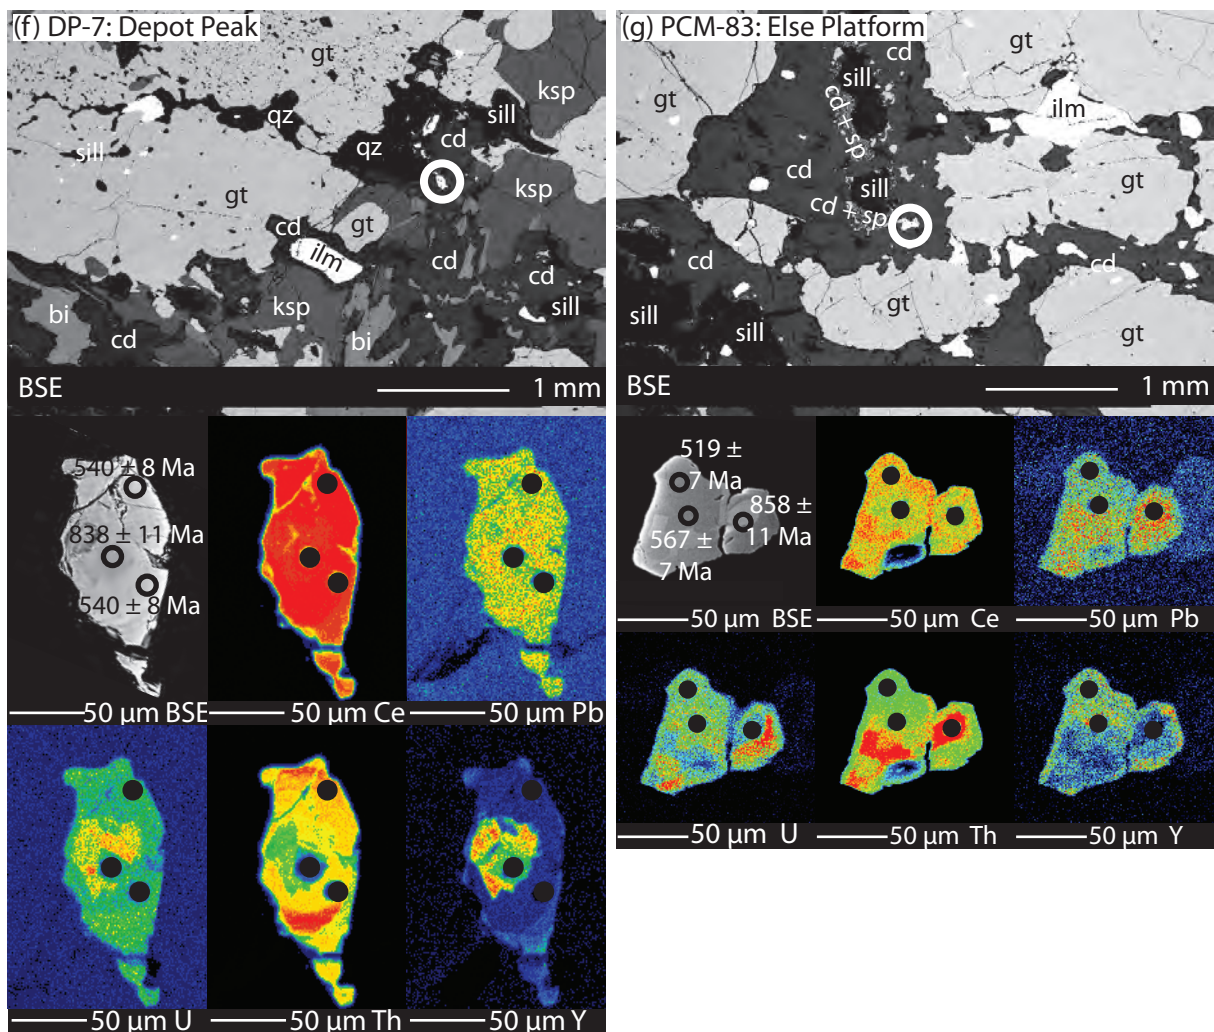 (f) DP-7: Depot Peak
gt
ksp
qz
sill
cd
sill
qz
ksp
gt
cd
gt
ilm
cd
cd
ksp
sill
bi
cd
bi
BSE
1 mm
540 ± 8 Ma
838 ± 11 Ma
540 ± 8 Ma
50 µm BSE
50 µm Ce
50 µm Pb
50 µm U
50 µm Th
50 µm Y
(g) PCM-83: Else Platform
cd
gt
sill
gt
ilm
cd + sp
cd
sill
gt
cd + sp
cd
cd
sill
sill
gt
gt
BSE
1 mm
519 ±
7 Ma
858 ±
11 Ma
567 ±
7 Ma
50 µm BSE
50 µm Ce
50 µm Pb
50 µm U
50 µm Th
50 µm Y